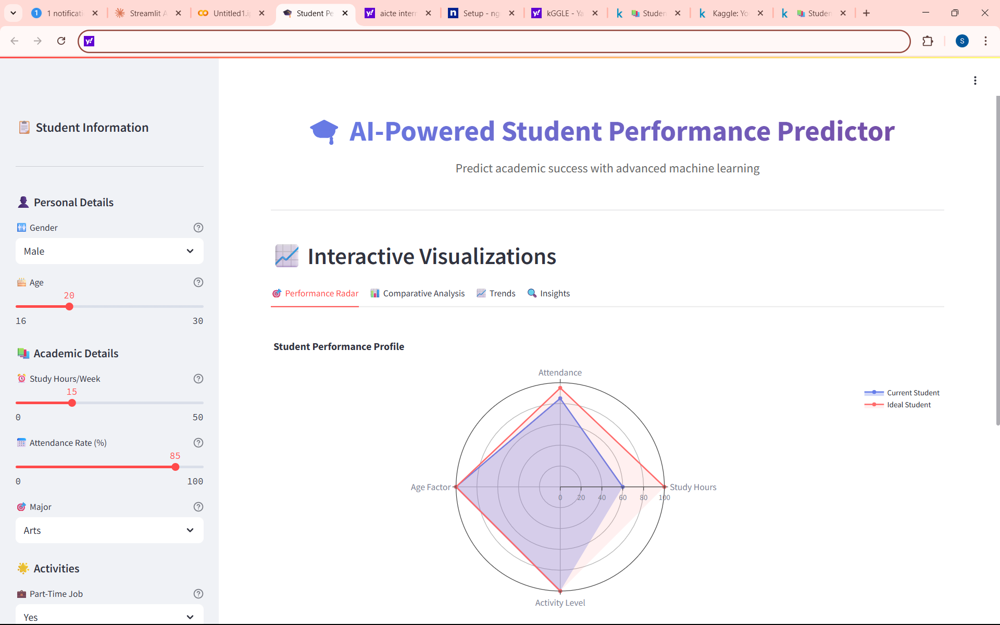 1 notificati
Streamlit A
Untitled1.i
Student Pe
aicte intern
Setup - ng
kGGLE - Ya
Studen
Kaggle: Yo
Studen
S
Student Information
Personal Details
Gender
Male
Age
20
16 30
Academic Details
Study Hours/Week
15
0 50
Attendance Rate (%)
85
0 100
Major
Arts
Activities
Part-Time Job
Yes
AI-Powered Student Performance Predictor
Predict academic success with advanced machine learning
Interactive Visualizations
Performance Radar Comparative Analysis Trends Insights
Student Performance Profile
Attendance
Current Student
Ideal Student
Age Factor
Study Hours
0 20 40 60 80 100
Activity Level